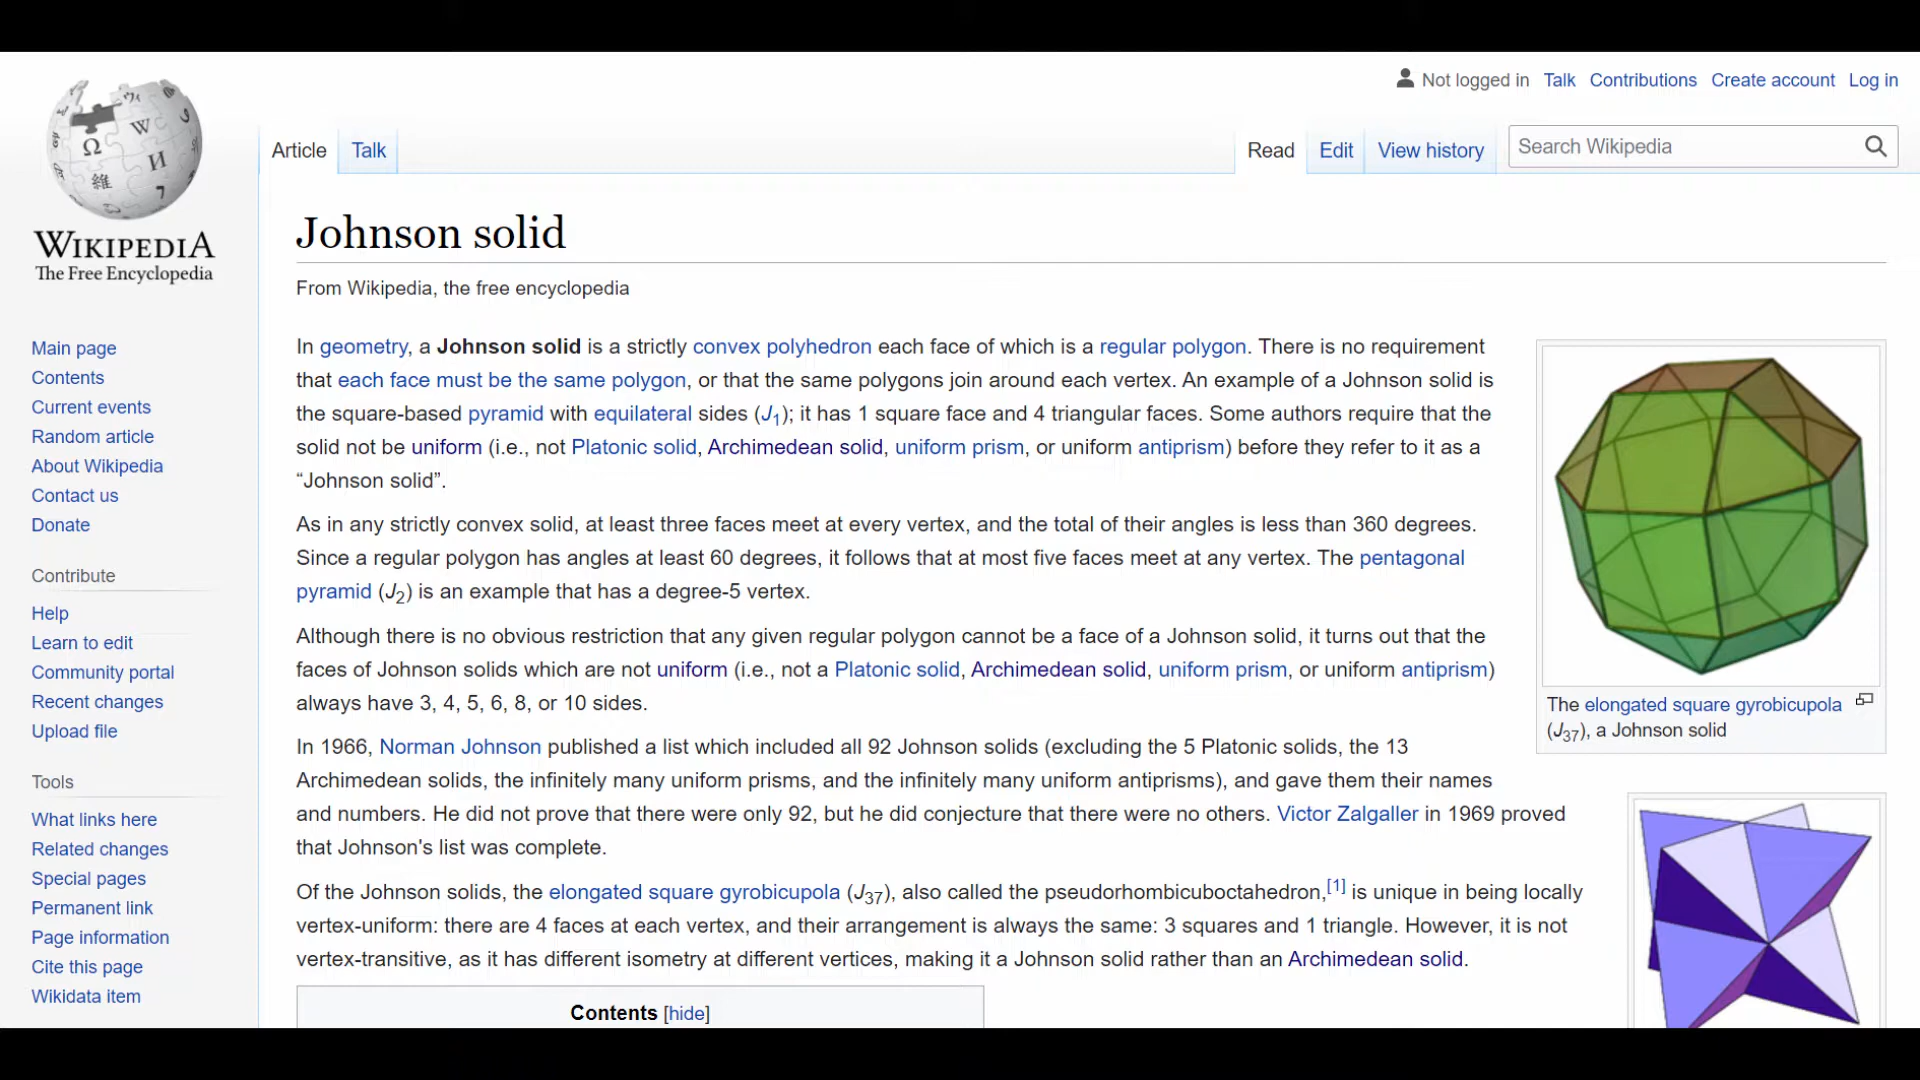 Not logged in Talk Contributions Create account Log in
Article Talk Read Edit View history Search Wikipedia
WIKIPEDIA
The Free Encyclopedia
Main page
Contents
Current events
Random article
About Wikipedia
Contact us
Donate
Contribute
Help
Learn to edit
Community portal
Recent changes
Upload file
Tools
What links here
Related changes
Special pages
Permanent link
Page information
Cite this page
Wikidata item
Johnson solid
From Wikipedia, the free encyclopedia
In geometry, a Johnson solid is a strictly convex polyhedron each face of which is a regular polygon. There is no requirement
that each face must be the same polygon, or that the same polygons join around each vertex. An example of a Johnson solid is
the square-based pyramid with equilateral sides (J1); it has 1 square face and 4 triangular faces. Some authors require that the
solid not be uniform (i.e., not Platonic solid, Archimedean solid, uniform prism, or uniform antiprism) before they refer to it as a
“Johnson solid”.
As in any strictly convex solid, at least three faces meet at every vertex, and the total of their angles is less than 360 degrees.
Since a regular polygon has angles at least 60 degrees, it follows that at most five faces meet at any vertex. The pentagonal
pyramid (J2) is an example that has a degree-5 vertex.
Although there is no obvious restriction that any given regular polygon cannot be a face of a Johnson solid, it turns out that the
faces of Johnson solids which are not uniform (i.e., not a Platonic solid, Archimedean solid, uniform prism, or uniform antiprism)
always have 3, 4, 5, 6, 8, or 10 sides.
In 1966, Norman Johnson published a list which included all 92 Johnson solids (excluding the 5 Platonic solids, the 13
Archimedean solids, the infinitely many uniform prisms, and the infinitely many uniform antiprisms), and gave them their names
and numbers. He did not prove that there were only 92, but he did conjecture that there were no others. Victor Zalgaller in 1969 proved
that Johnson's list was complete.
Of the Johnson solids, the elongated square gyrobicupola (J37), also called the pseudorhombicuboctahedron,[1] is unique in being locally
vertex-uniform: there are 4 faces at each vertex, and their arrangement is always the same: 3 squares and 1 triangle. However, it is not
vertex-transitive, as it has different isometry at different vertices, making it a Johnson solid rather than an Archimedean solid.
Contents [hide]
The elongated square gyrobicupola
(J37), a Johnson solid